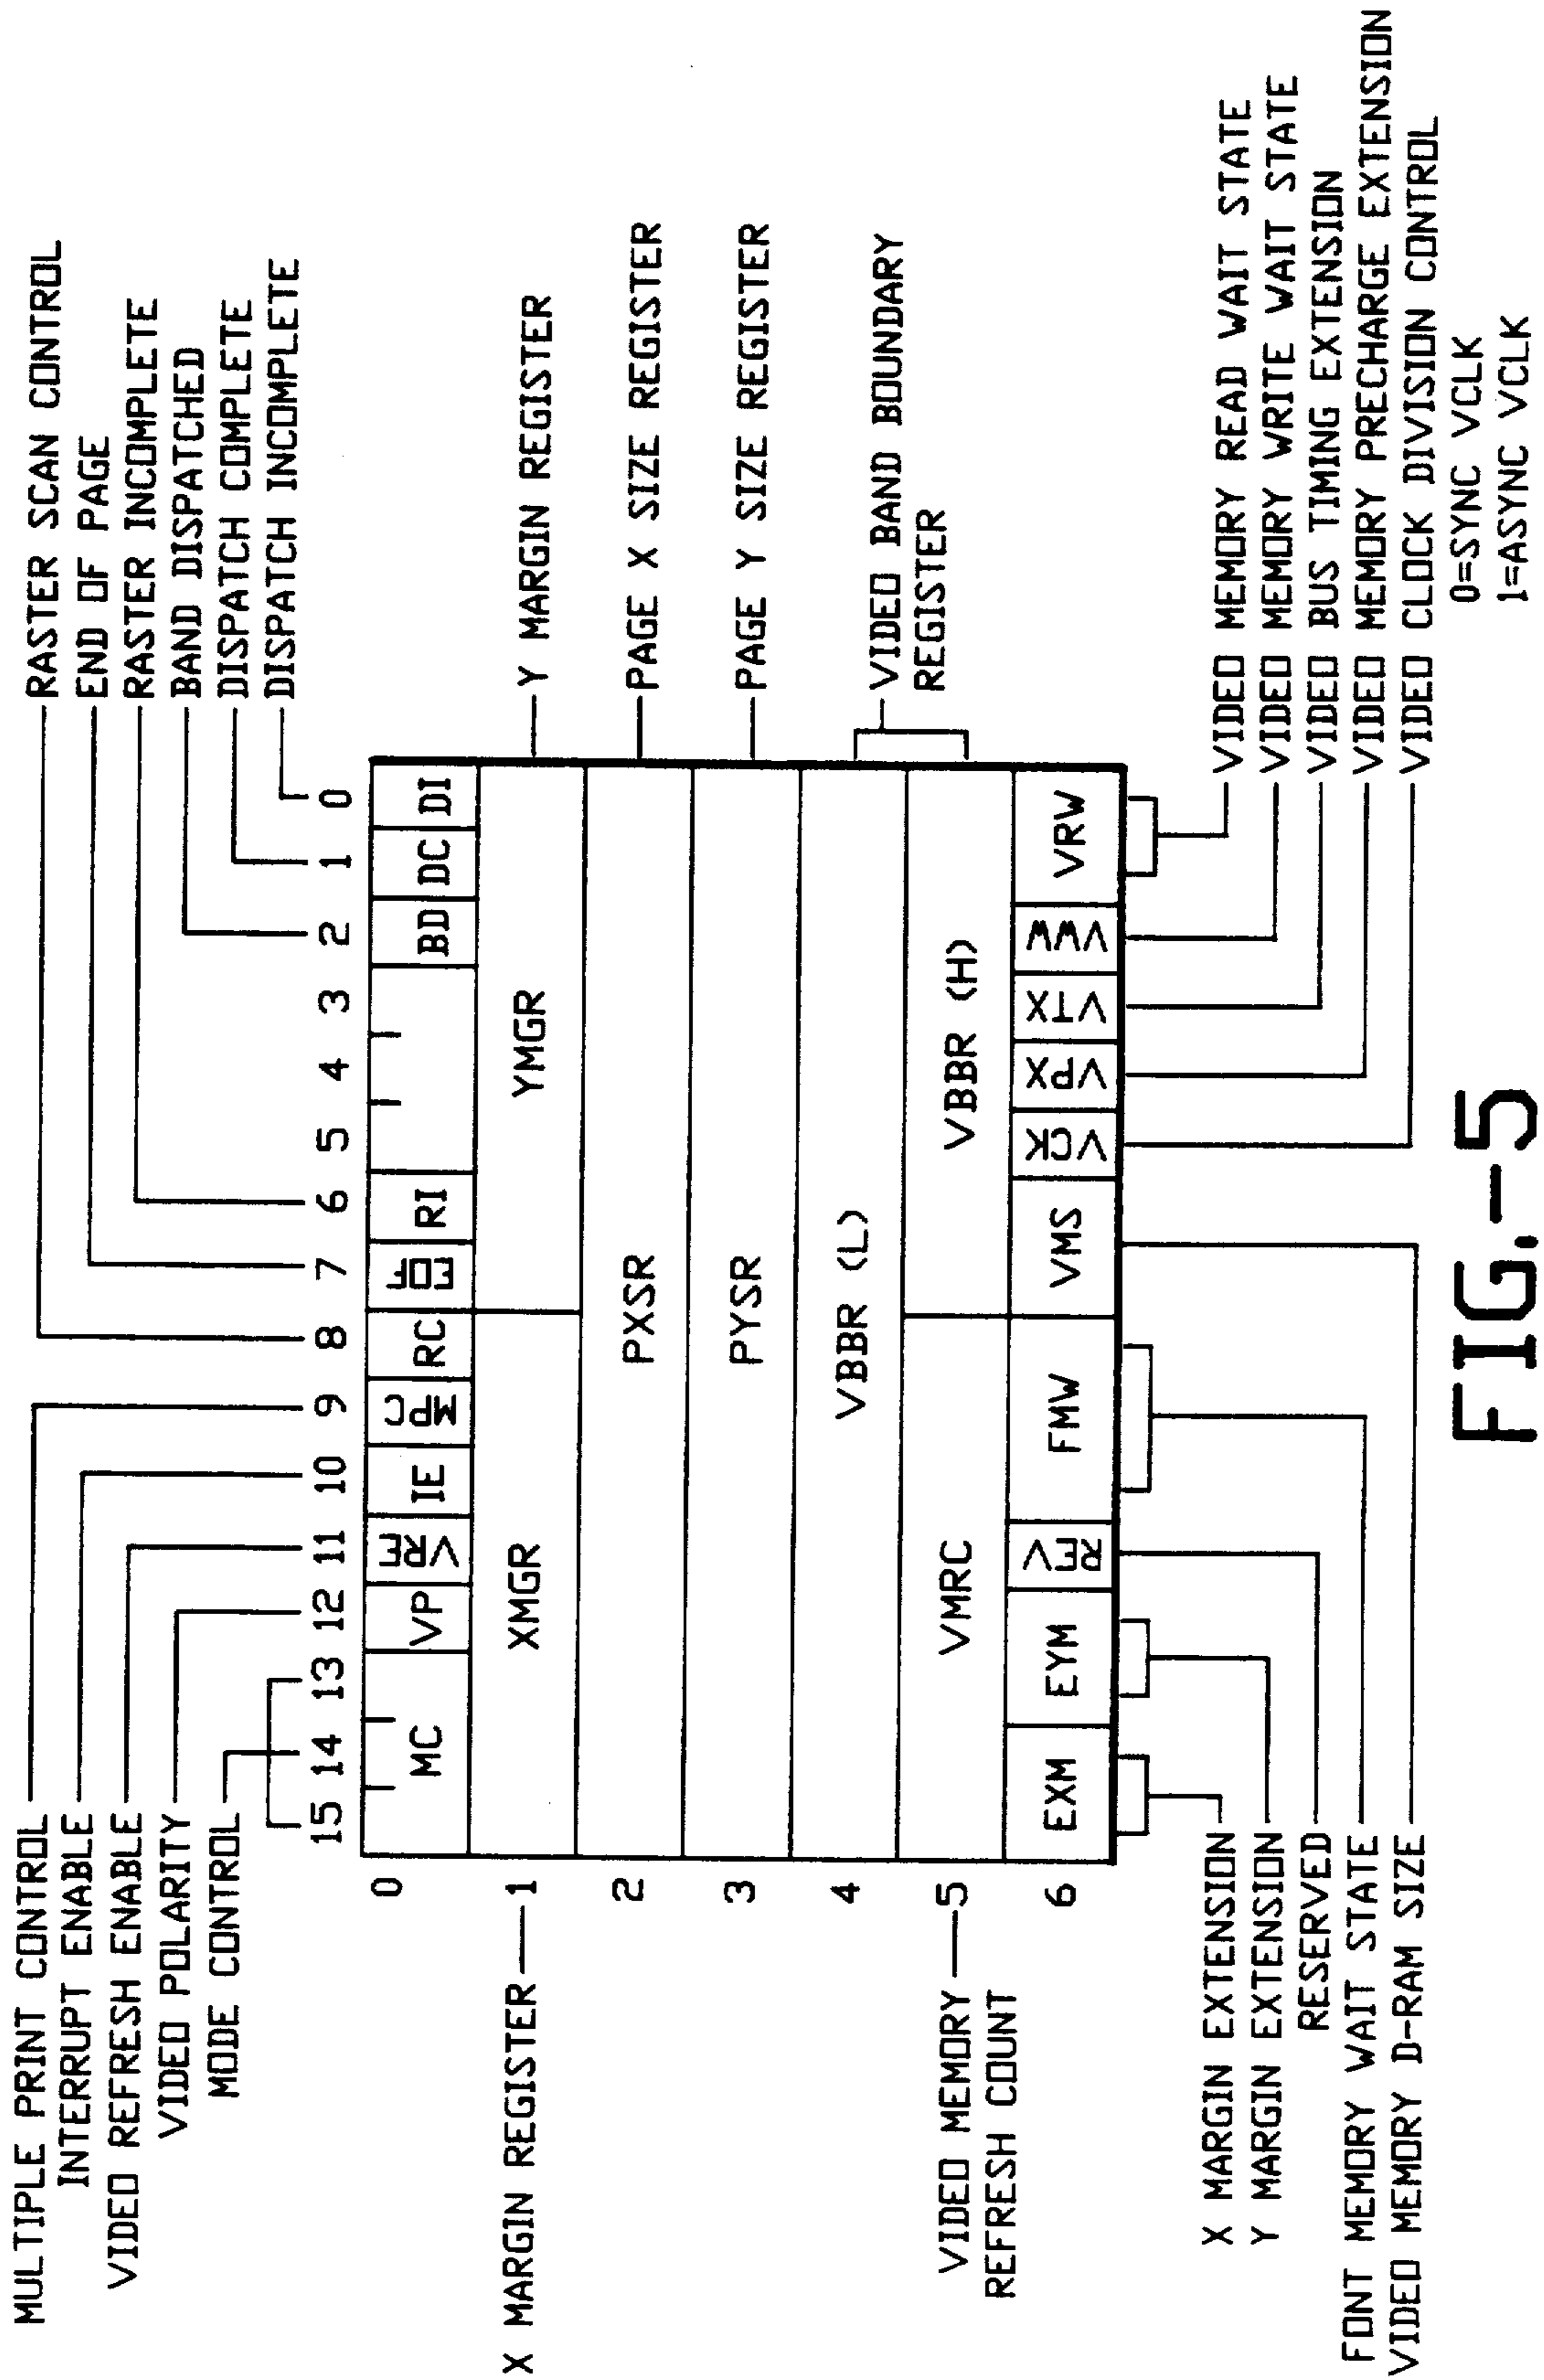 MULTIPLE PRINT CONTROL
INTERRUPT ENABLE
VIDEO REFRESH ENABLE
VIDEO POLARITY
MODE CONTROL
RASTER SCAN CONTROL
END OF PAGE
RASTER INCOMPLETE
BAND DISPATCHED
DISPATCH COMPLETE
DISPATCH INCOMPLETE
15 14 13 12 11 10 9 8 7 6 5 4 3 2 1 0
0 MC VP VRE IE MPC RC EOF RI BD DC DI
X MARGIN REGISTER 1 XMGR YMGR Y MARGIN REGISTER
2 PXSR PAGE X SIZE REGISTER
3 PYSR PAGE Y SIZE REGISTER
4 VBBR (L) VIDEO BAND BOUNDARY
REGISTER
VIDEO MEMORY 5 VMRC VBBR (H)
REFRESH COUNT
6 EXM EYM REV FMW VMS VCK VPX VTX VWW VRW
X MARGIN EXTENSION
Y MARGIN EXTENSION
RESERVED
FONT MEMORY WAIT STATE
VIDEO MEMORY D-RAM SIZE
VIDEO MEMORY READ WAIT STATE
VIDEO MEMORY WRITE WAIT STATE
VIDEO BUS TIMING EXTENSION
VIDEO MEMORY PRECHARGE EXTENSION
VIDEO CLOCK DIVISION CONTROL
0=SYNC VCLK
1=ASYNC VCLK
FIG.-5